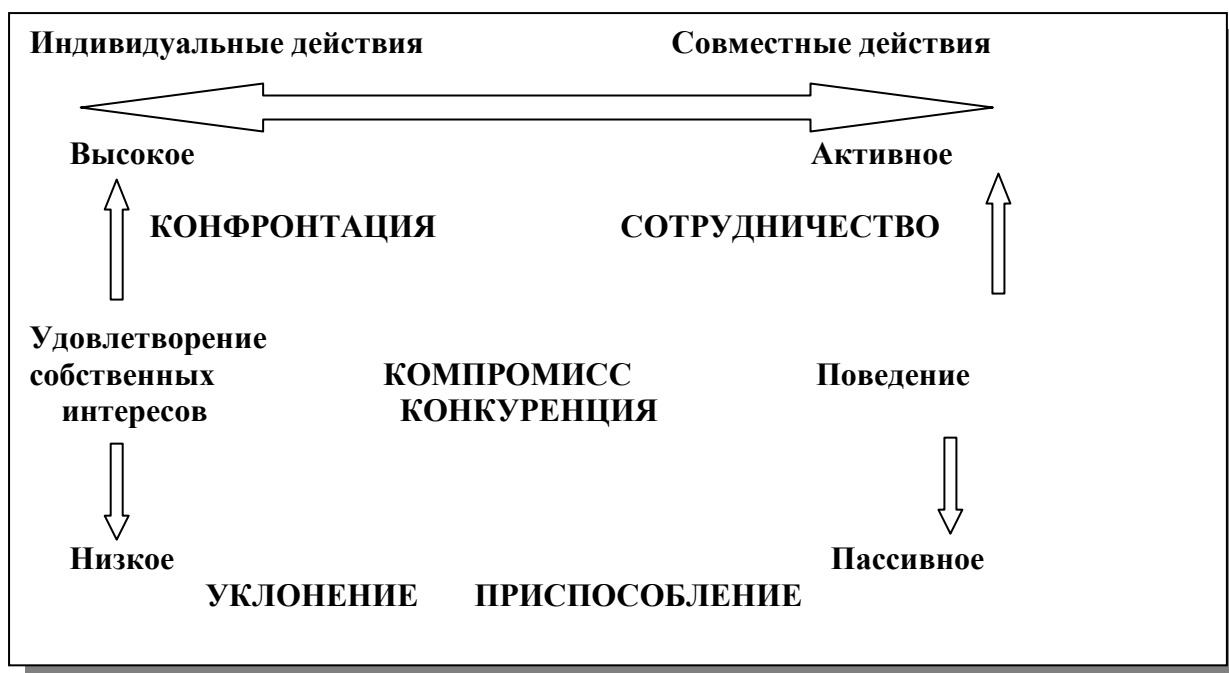 Индивидуальные действия Совместные действия
Высокое Активное
КОНФРОНТАЦИЯ СОТРУДНИЧЕСТВО
Удовлетворение
собственных КОМПРОМИСС Поведение
интересов КОНКУРЕНЦИЯ
Низкое Пассивное
УКЛОНЕНИЕ ПРИСПОСОБЛЕНИЕ